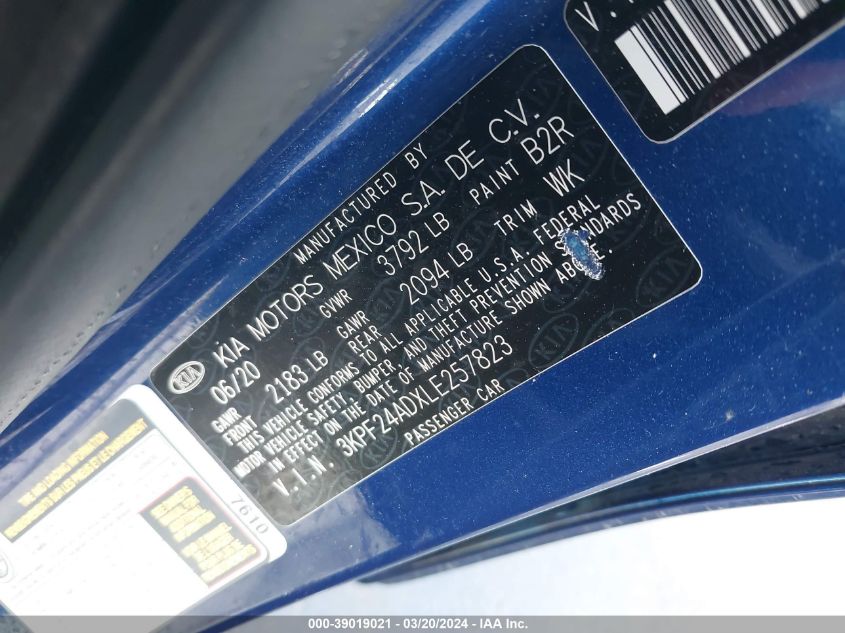 V.
MANUFACTURED BY
KIA KIA MOTORS MEXICO S.A. DE C.V.
06/20 GVWR 3792 LB PAINT B2R
GAWR FRONT 2183 LB GAWR REAR 2094 LB TRIM WK
THIS VEHICLE CONFORMS TO ALL APPLICABLE U.S.A. FEDERAL
MOTOR VEHICLE SAFETY, BUMPER, AND THEFT PREVENTION STANDARDS
IN EFFECT ON THE DATE OF MANUFACTURE SHOWN ABOVE.
V.I.N. 3KPF24ADXLE257823
PASSENGER CAR
7610
000-39019021 - 03/20/2024 - IAA Inc.